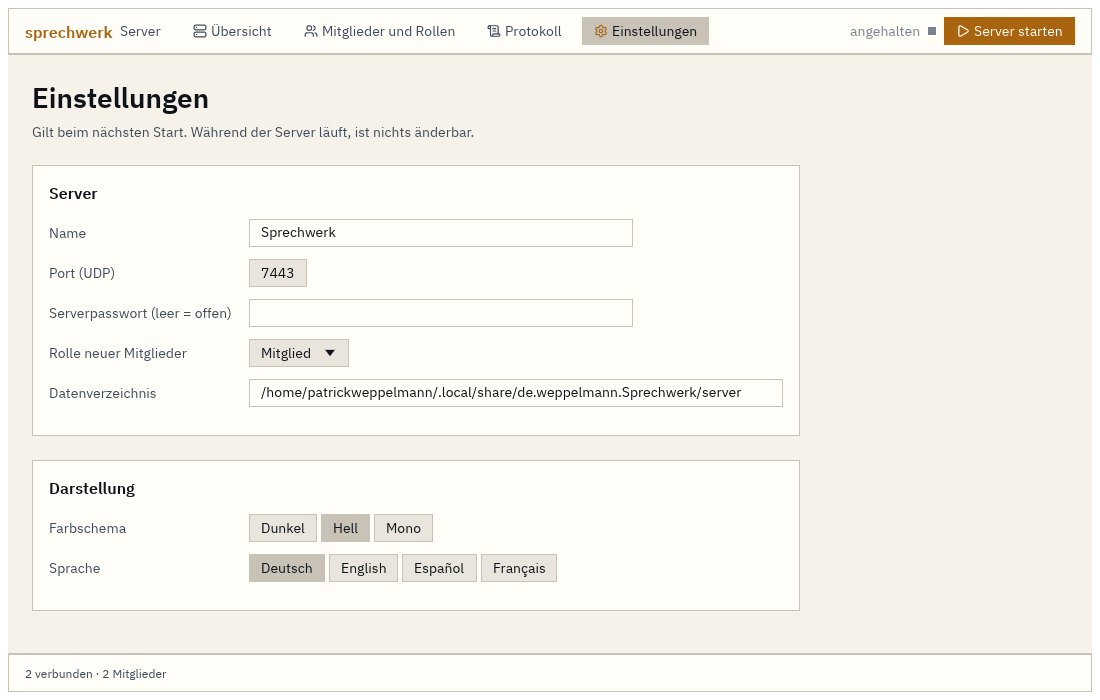 sprechwerk Server Übersicht Mitglieder und Rollen Protokoll Einstellungen angehalten Server starten
Einstellungen
Gilt beim nächsten Start. Während der Server läuft, ist nichts änderbar.
Server
Name Sprechwerk
Port (UDP) 7443
Serverpasswort (leer = offen)
Rolle neuer Mitglieder Mitglied
Datenverzeichnis /home/patrickweppelmann/.local/share/de.weppelmann.Sprechwerk/server
Darstellung
Farbschema Dunkel Hell Mono
Sprache Deutsch English Español Français
2 verbunden · 2 Mitglieder